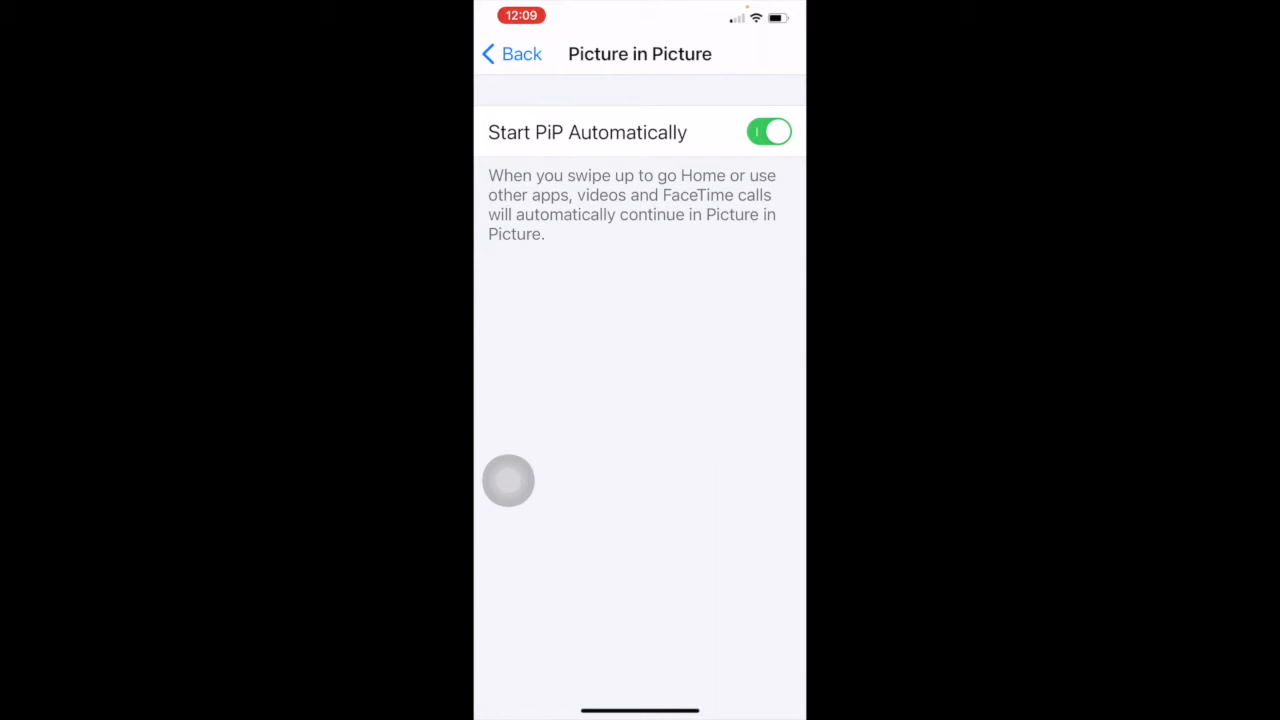 12:09
Back
Picture in Picture
Start PiP Automatically
When you swipe up to go Home or use
other apps, videos and FaceTime calls
will automatically continue in Picture in
Picture.